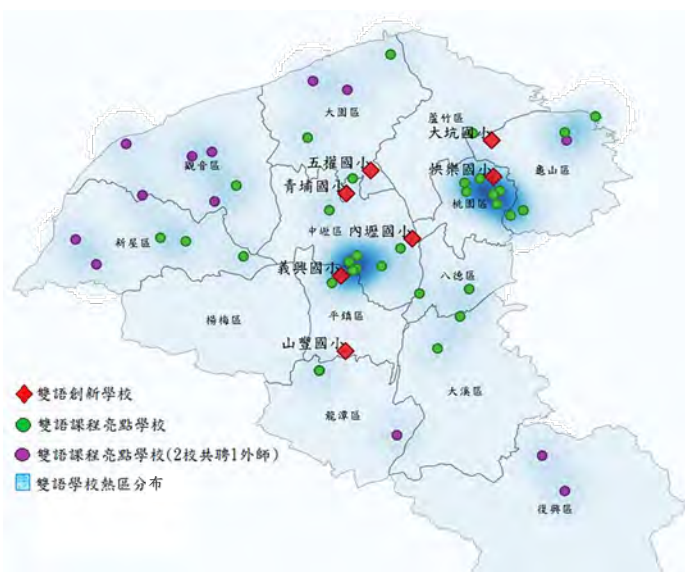 大園區
蘆竹區
大坑國小
五權國小
觀音區
快樂國小
龜山區
青埔國小
桃園區
中壢區
內壢國小
新屋區
義興國小
八德區
楊梅區
平鎮區
山豐國小
大溪區
龍潭區
復興區
雙語創新學校
雙語課程亮點學校
雙語課程亮點學校(2校共聘1外師)
雙語學校熱區分布